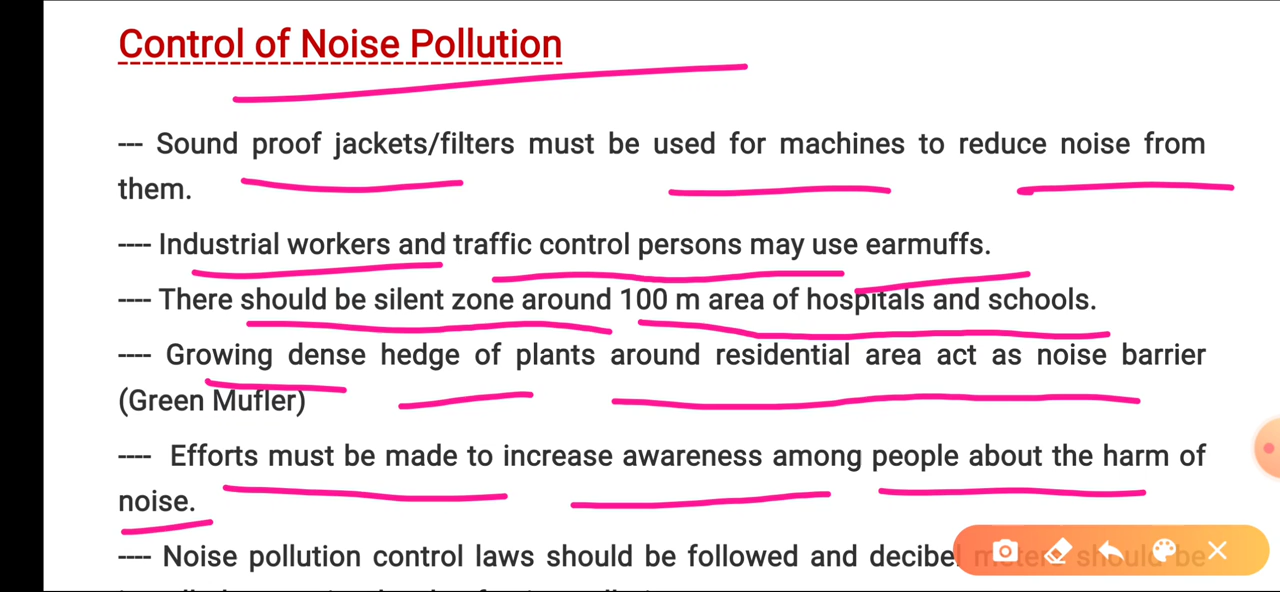 Control of Noise Pollution
--- Sound proof jackets/filters must be used for machines to reduce noise from
them.
---- Industrial workers and traffic control persons may use earmuffs.
---- There should be silent zone around 100 m area of hospitals and schools.
---- Growing dense hedge of plants around residential area act as noise barrier
(Green Mufler)
---- Efforts must be made to increase awareness among people about the harm of
noise.
---- Noise pollution control laws should be followed and decibel meters should be